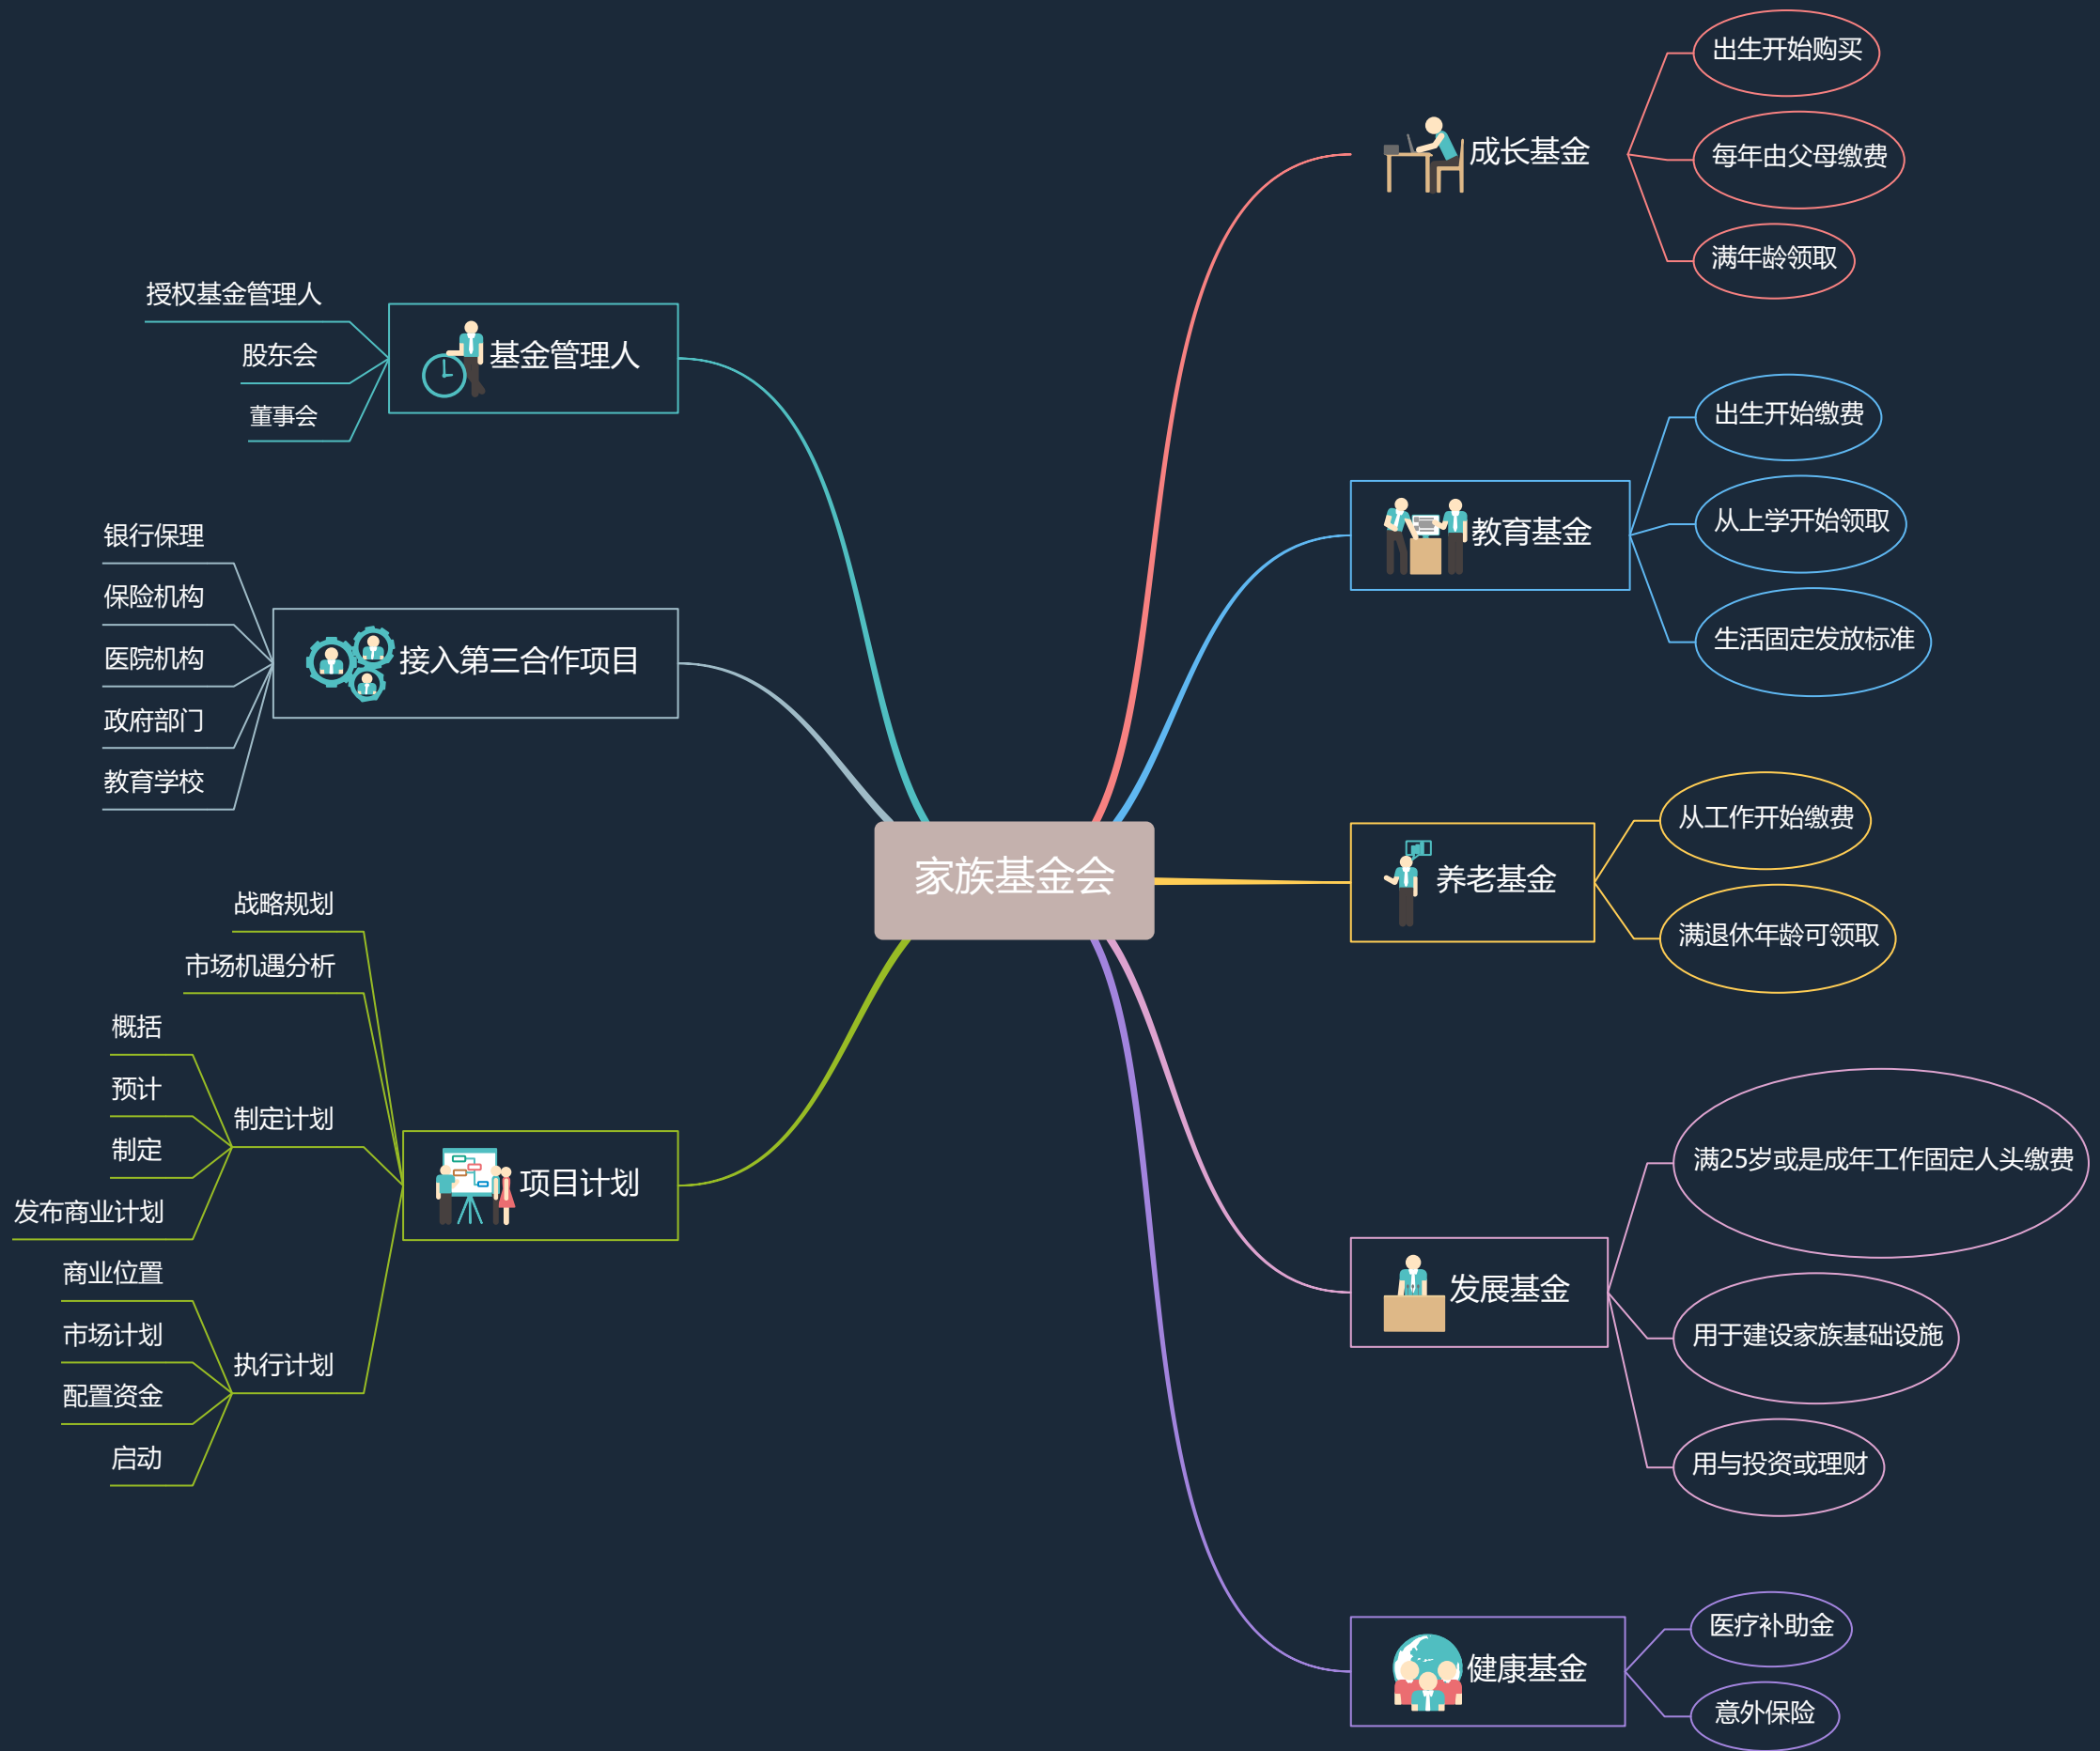 家族基金会
成长基金
出生开始购买
每年由父母缴费
满年龄领取
教育基金
出生开始缴费
从上学开始领取
生活固定发放标准
养老基金
从工作开始缴费
满退休年龄可领取
发展基金
满25岁或是成年工作固定人头缴费
用于建设家族基础设施
用与投资或理财
健康基金
医疗补助金
意外保险
基金管理人
授权基金管理人
股东会
董事会
接入第三合作项目
银行保理
保险机构
医院机构
政府部门
教育学校
项目计划
战略规划
市场机遇分析
制定计划
概括
预计
制定
发布商业计划
执行计划
商业位置
市场计划
配置资金
启动